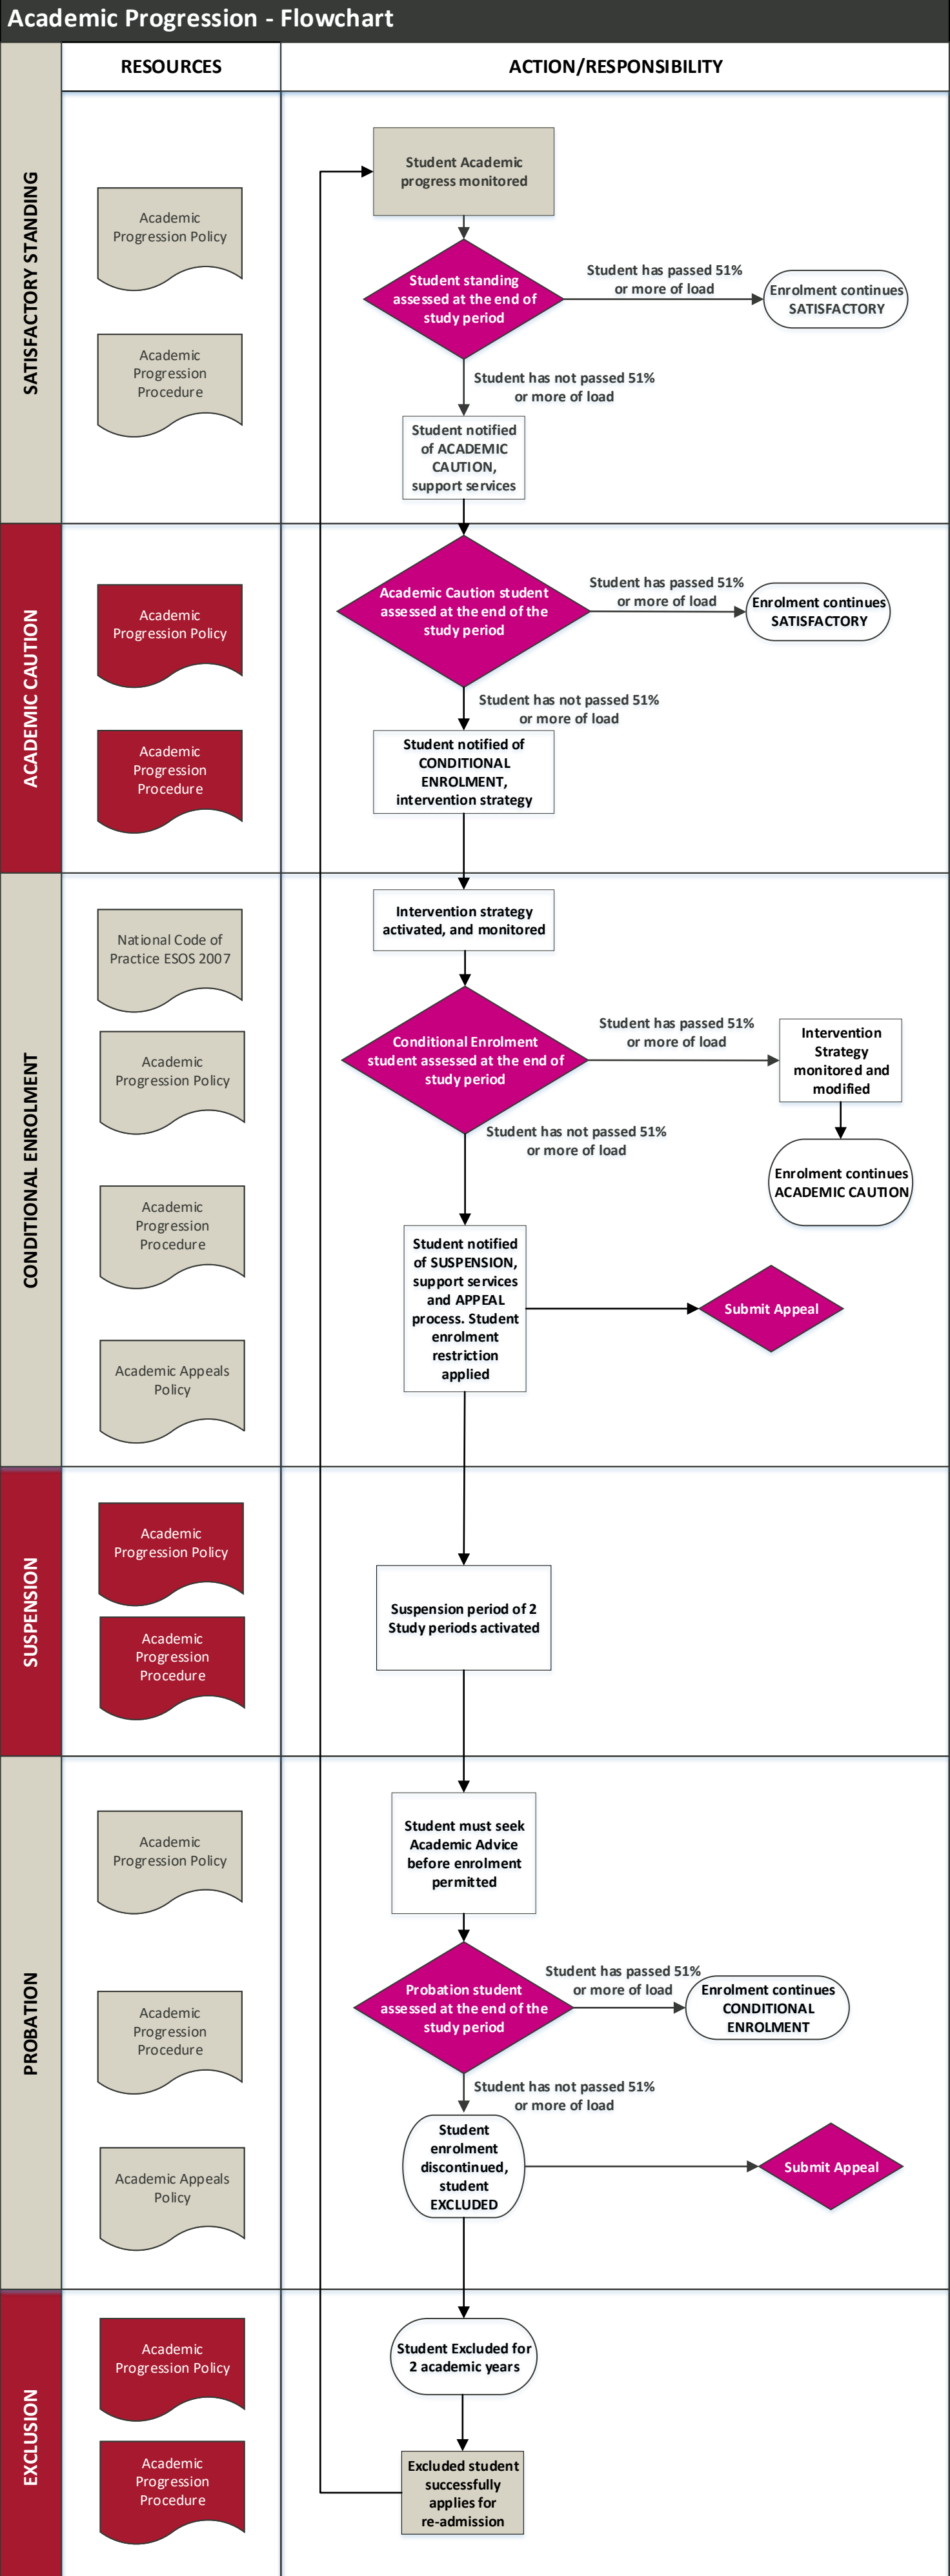 Academic Progression - Flowchart
RESOURCES
ACTION/RESPONSIBILITY
SATISFACTORY STANDING
Academic
Progression Policy
Academic
Progression
Procedure
Student Academic
progress monitored
Student standing
assessed at the end of
study period
Student has passed 51%
or more of load
Enrolment continues
SATISFACTORY
Student has not passed 51%
or more of load
Student notified
of ACADEMIC
CAUTION,
support services
ACADEMIC CAUTION
Academic
Progression Policy
Academic
Progression
Procedure
Academic Caution student
assessed at the end of the
study period
Student has passed 51%
or more of load
Enrolment continues
SATISFACTORY
Student has not passed 51%
or more of load
Student notified of
CONDITIONAL
ENROLMENT,
intervention strategy
CONDITIONAL ENROLMENT
National Code of
Practice ESOS 2007
Academic
Progression Policy
Academic
Progression
Procedure
Academic Appeals
Policy
Intervention strategy
activated, and monitored
Conditional Enrolment
student assessed at the end of
study period
Student has passed 51%
or more of load
Intervention
Strategy
monitored and
modified
Enrolment continues
ACADEMIC CAUTION
Student has not passed 51%
or more of load
Student notified
of SUSPENSION,
support services
and APPEAL
process. Student
enrolment
restriction
applied
Submit Appeal
SUSPENSION
Academic
Progression Policy
Academic
Progression
Procedure
Suspension period of 2
Study periods activated
PROBATION
Academic
Progression Policy
Academic
Progression
Procedure
Academic Appeals
Policy
Student must seek
Academic Advice
before enrolment
permitted
Probation student
assessed at the end of the
study period
Student has passed 51%
or more of load
Enrolment continues
CONDITIONAL
ENROLMENT
Student has not passed 51%
or more of load
Student
enrolment
discontinued,
student
EXCLUDED
Submit Appeal
EXCLUSION
Academic
Progression Policy
Academic
Progression
Procedure
Student Excluded for
2 academic years
Excluded student
successfully
applies for
re-admission